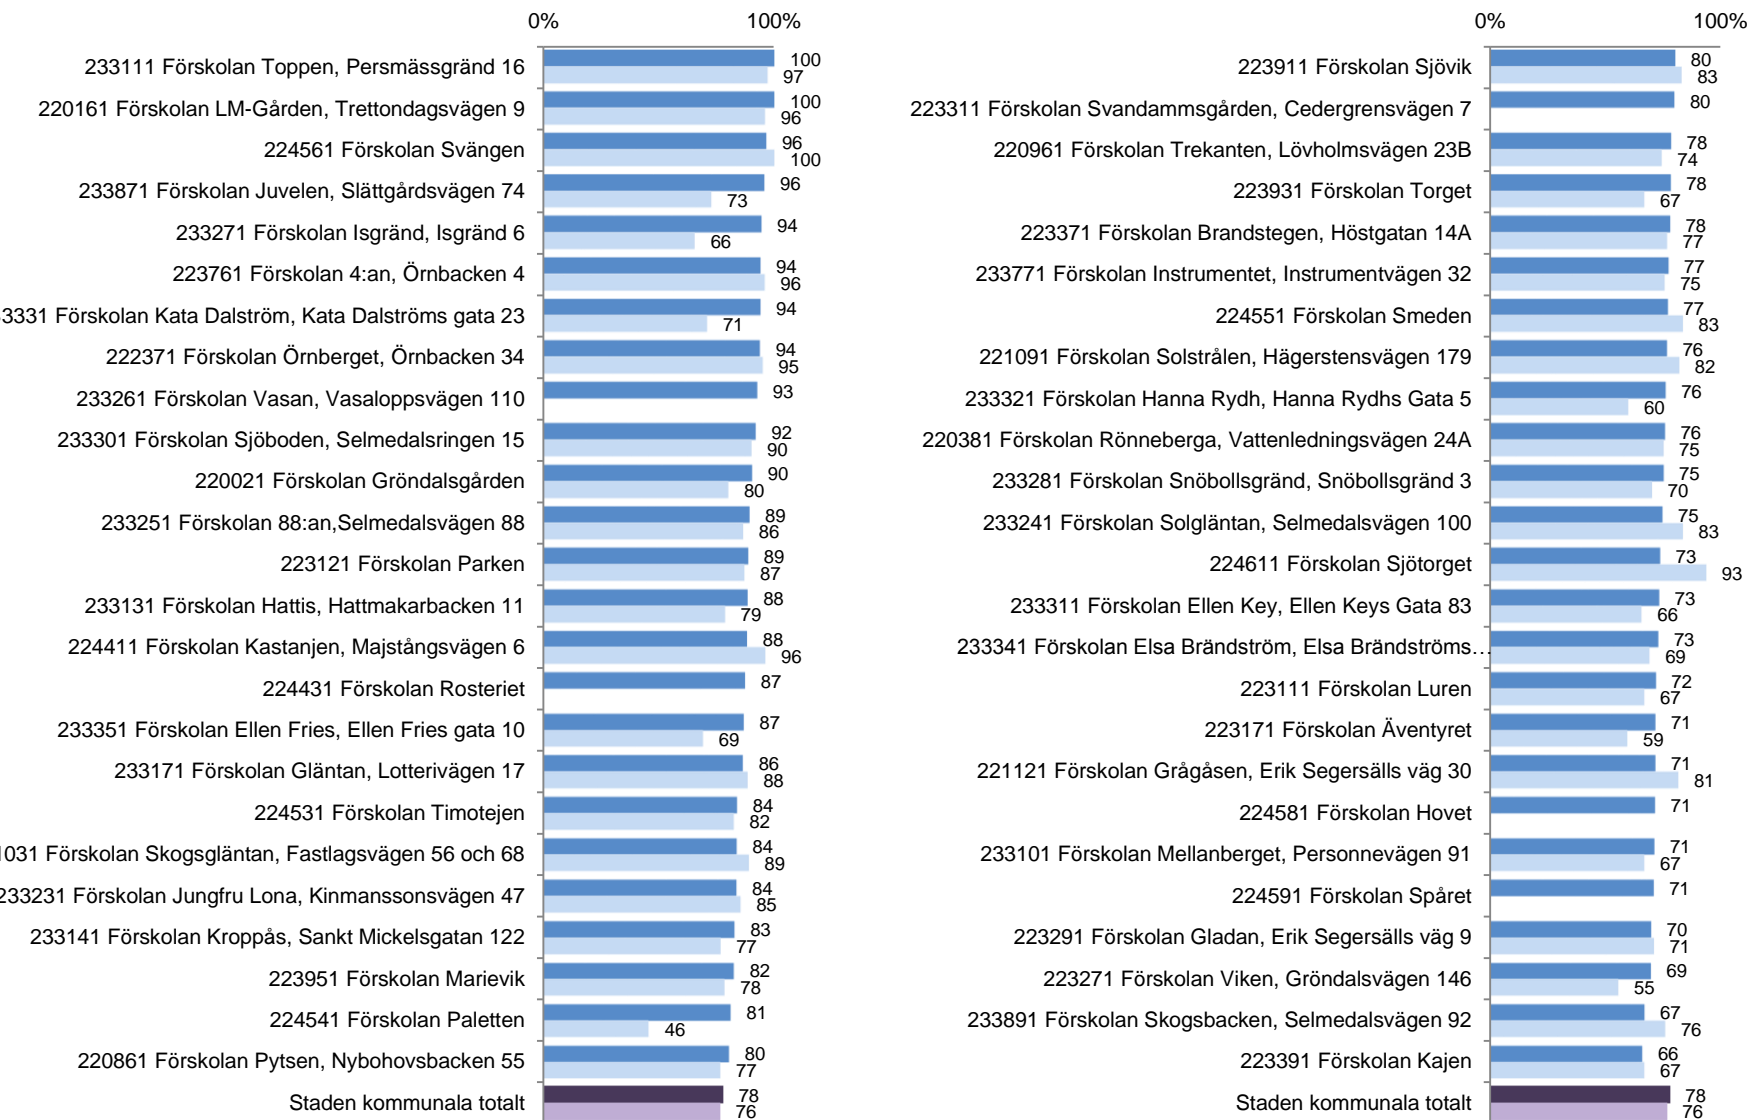 0% 100%
233111 Förskolan Toppen, Persmässgränd 16 100 97
220161 Förskolan LM-Gården, Trettondagsvägen 9 100 96
224561 Förskolan Svängen 96 100
233871 Förskolan Juvelen, Slättgårdsvägen 74 96 73
233271 Förskolan Isgränd, Isgränd 6 94 66
223761 Förskolan 4:an, Örnbacken 4 94 96
3331 Förskolan Kata Dalström, Kata Dalströms gata 23 94 71
222371 Förskolan Örnberget, Örnbacken 34 94 95
233261 Förskolan Vasan, Vasaloppsvägen 110 93
233301 Förskolan Sjöboden, Selmedalsringen 15 92 90
220021 Förskolan Gröndalsgården 90 80
233251 Förskolan 88:an,Selmedalsvägen 88 89 86
223121 Förskolan Parken 89 87
233131 Förskolan Hattis, Hattmakarbacken 11 88 79
224411 Förskolan Kastanjen, Majstångsvägen 6 88 96
224431 Förskolan Rosteriet 87
233351 Förskolan Ellen Fries, Ellen Fries gata 10 87 69
233171 Förskolan Gläntan, Lotterivägen 17 86 88
224531 Förskolan Timotejen 84 82
1031 Förskolan Skogsgläntan, Fastlagsvägen 56 och 68 84 89
233231 Förskolan Jungfru Lona, Kinmanssonsvägen 47 84 85
233141 Förskolan Kroppås, Sankt Mickelsgatan 122 83 77
223951 Förskolan Marievik 82 78
224541 Förskolan Paletten 81 46
220861 Förskolan Pytsen, Nybohovsbacken 55 80 77
Staden kommunala totalt 78 76
0% 100%
223911 Förskolan Sjövik 80 83
223311 Förskolan Svandammsgården, Cedergrensvägen 7 80
220961 Förskolan Trekanten, Lövholmsvägen 23B 78 74
223931 Förskolan Torget 78 67
223371 Förskolan Brandstegen, Höstgatan 14A 78 77
233771 Förskolan Instrumentet, Instrumentvägen 32 77 75
224551 Förskolan Smeden 77 83
221091 Förskolan Solstrålen, Hägerstensvägen 179 76 82
233321 Förskolan Hanna Rydh, Hanna Rydhs Gata 5 76 60
220381 Förskolan Rönneberga, Vattenledningsvägen 24A 76 75
233281 Förskolan Snöbollsgränd, Snöbollsgränd 3 75 70
233241 Förskolan Solgläntan, Selmedalsvägen 100 75 83
224611 Förskolan Sjötorget 73 93
233311 Förskolan Ellen Key, Ellen Keys Gata 83 73 66
233341 Förskolan Elsa Brändström, Elsa Brändströms… 73 69
223111 Förskolan Luren 72 67
223171 Förskolan Äventyret 71 59
221121 Förskolan Grågåsen, Erik Segersälls väg 30 71 81
224581 Förskolan Hovet 71
233101 Förskolan Mellanberget, Personnevägen 91 71 67
224591 Förskolan Spåret 71
223291 Förskolan Gladan, Erik Segersälls väg 9 70 71
223271 Förskolan Viken, Gröndalsvägen 146 69 55
233891 Förskolan Skogsbacken, Selmedalsvägen 92 67 76
223391 Förskolan Kajen 66 67
Staden kommunala totalt 78 76